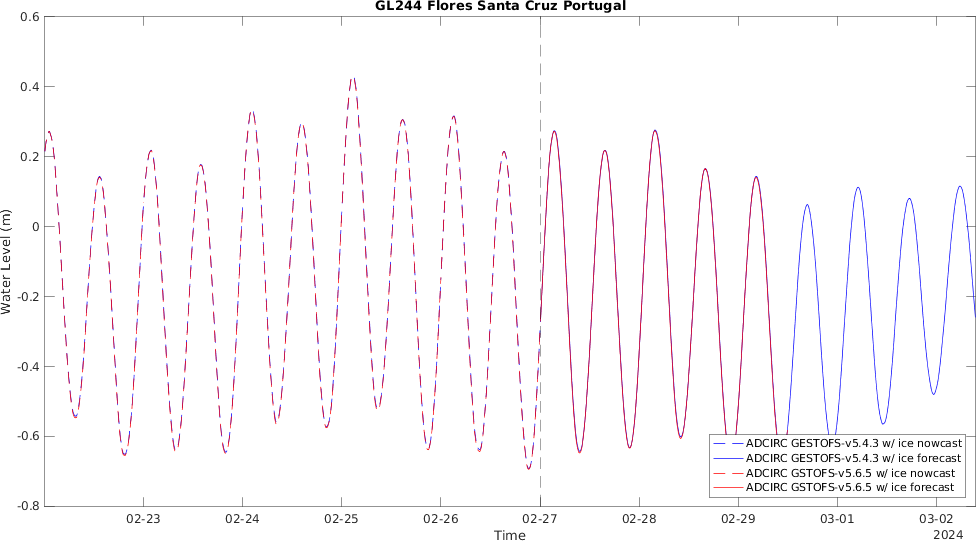 GL244 Flores Santa Cruz Portugal
0.6
0.4
0.2
0
-0.2
-0.4
-0.6
-0.8
Water Level (m)
ADCIRC GESTOFS-v5.4.3 w/ ice nowcast
ADCIRC GESTOFS-v5.4.3 w/ ice forecast
ADCIRC GSTOFS-v5.6.5 w/ ice nowcast
ADCIRC GSTOFS-v5.6.5 w/ ice forecast
02-23 02-24 02-25 02-26 02-27 02-28 02-29 03-01 03-02
Time
2024